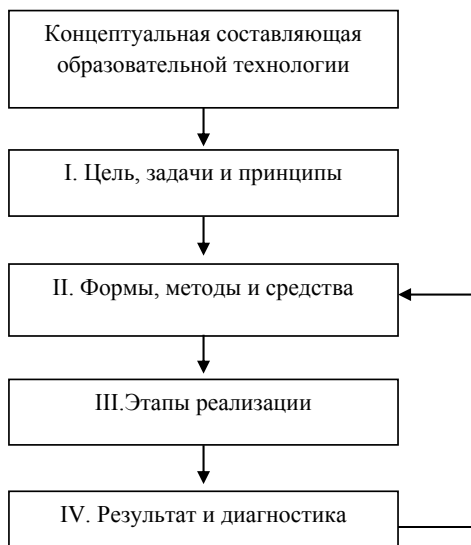 Концептуальная составляющая
образовательной технологии
I. Цель, задачи и принципы
II. Формы, методы и средства
III.Этапы реализации
IV. Результат и диагностика